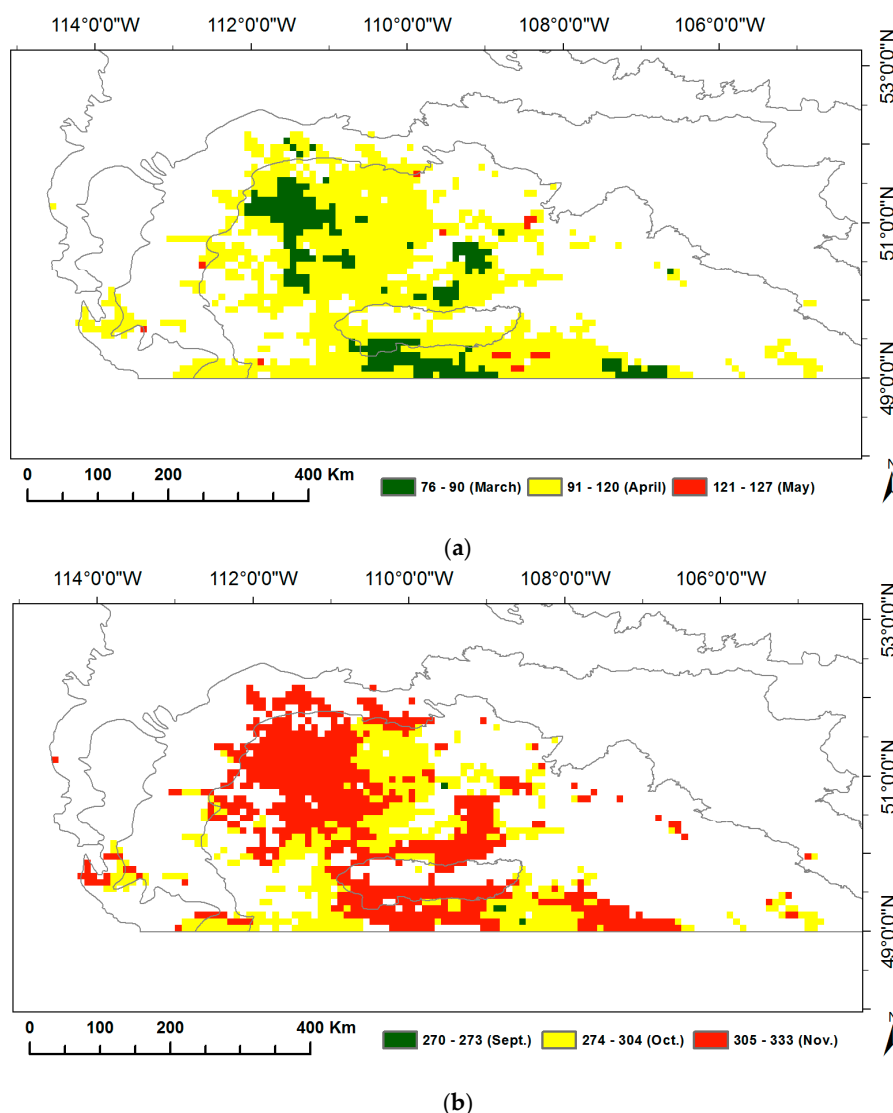 114°0'0"W 112°0'0"W 110°0'0"W 108°0'0"W 106°0'0"W
53°0'0"N
51°0'0"N
49°0'0"N
0 100 200 400 Km
76 - 90 (March) 91 - 120 (April) 121 - 127 (May)
N
(a)
114°0'0"W 112°0'0"W 110°0'0"W 108°0'0"W 106°0'0"W
53°0'0"N
51°0'0"N
49°0'0"N
0 100 200 400 Km
270 - 273 (Sept.) 274 - 304 (Oct.) 305 - 333 (Nov.)
N
(b)